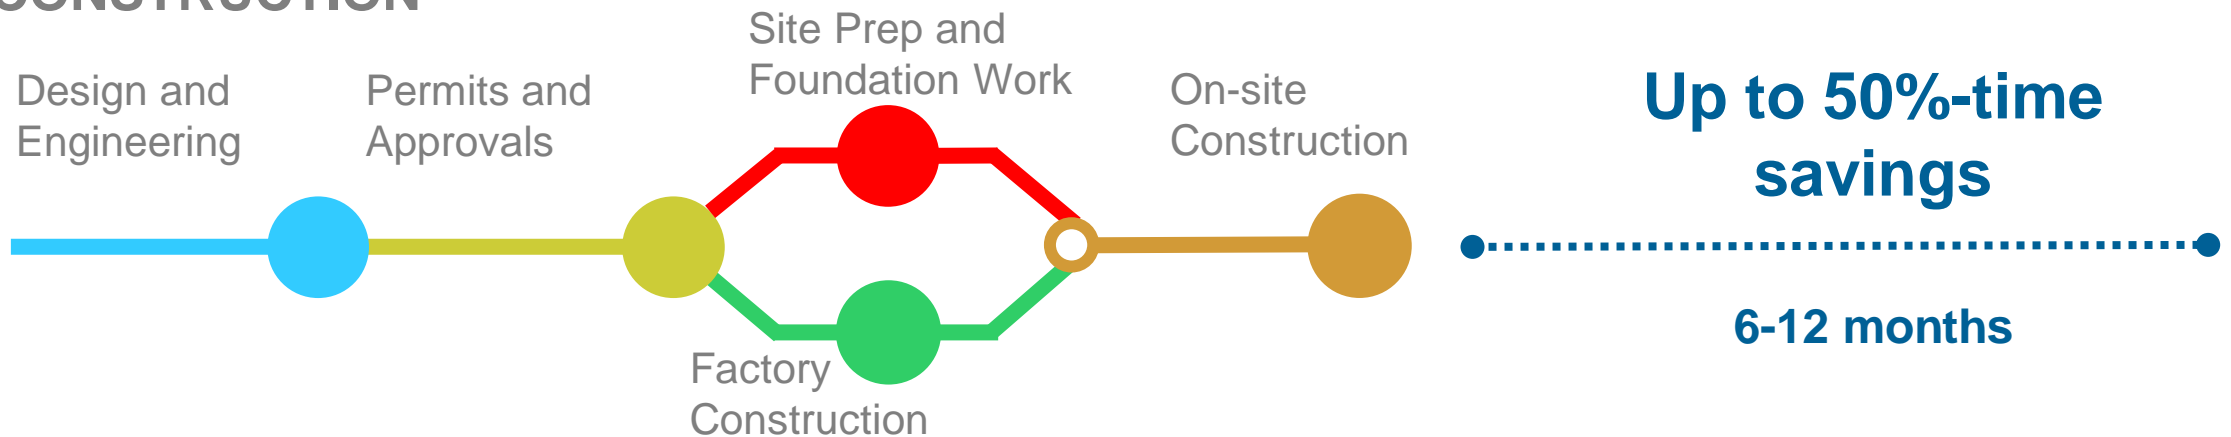 CONSTRUCTION
Design and
Engineering
Permits and
Approvals
Site Prep and
Foundation Work
Factory
Construction
On-site
Construction
Up to 50%-time
savings
6-12 months